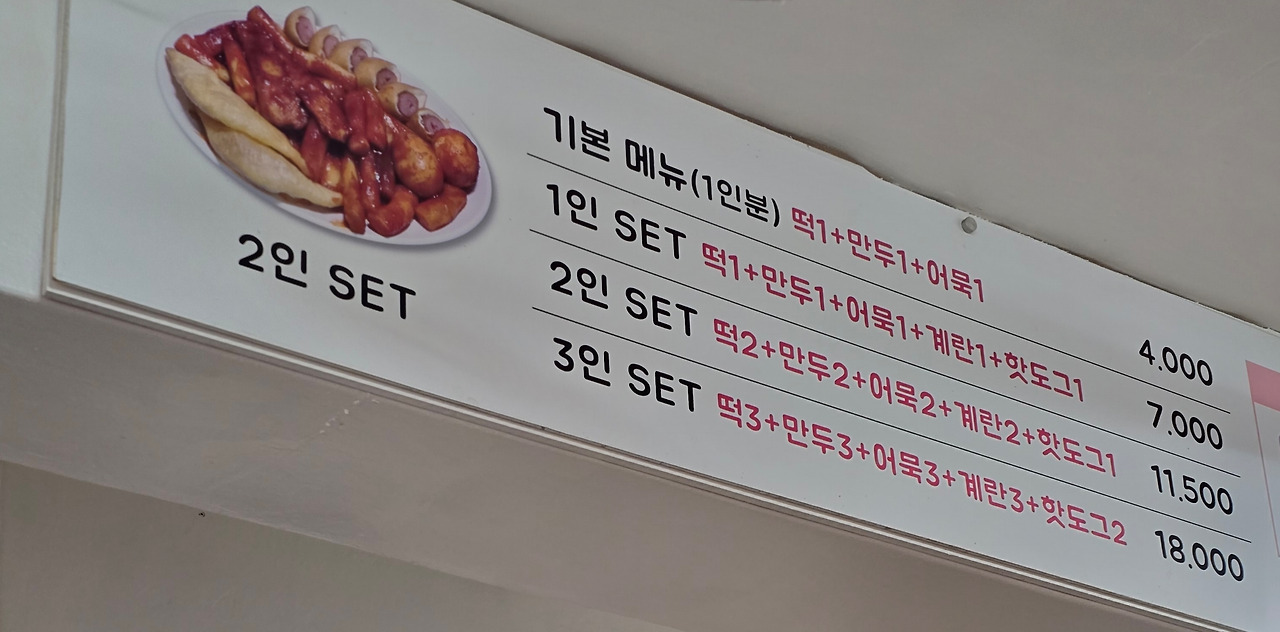 2인 SET
기본 메뉴(1인분) 떡1+만두1+어묵1 4.000
1인 SET 떡1+만두1+어묵1+계란1+핫도그1 7.000
2인 SET 떡2+만두2+어묵2+계란2+핫도그1 11.500
3인 SET 떡3+만두3+어묵3+계란3+핫도그2 18.000